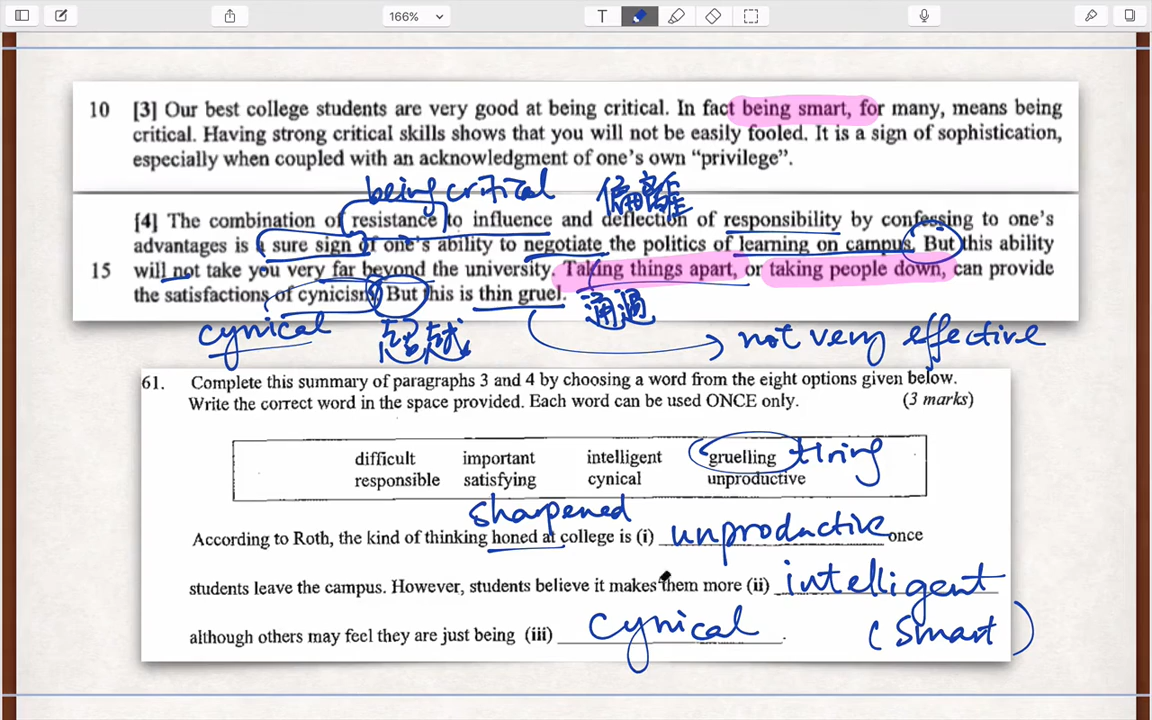 166%
T
10 [3] Our best college students are very good at being critical. In fact being smart, for many, means being
critical. Having strong critical skills shows that you will not be easily fooled. It is a sign of sophistication,
especially when coupled with an acknowledgment of one's own “privilege”.
being critical 偏離
[4] The combination of resistance to influence and deflection of responsibility by confessing to one's
advantages is a sure sign of one's ability to negotiate the politics of learning on campus. But this ability
15 will not take you very far beyond the university. Taking things apart, or taking people down, can provide
the satisfactions of cynicism. But this is thin gruel. 通過
cynical not very effective
61. Complete this summary of paragraphs 3 and 4 by choosing a word from the eight options given below.
Write the correct word in the space provided. Each word can be used ONCE only. (3 marks)
difficult important intelligent gruelling tiring
responsible satisfying cynical unproductive
sharpened
According to Roth, the kind of thinking honed at college is (i) unproductive once
students leave the campus. However, students believe it makes them more (ii) intelligent
although others may feel they are just being (iii) cynical . (smart)